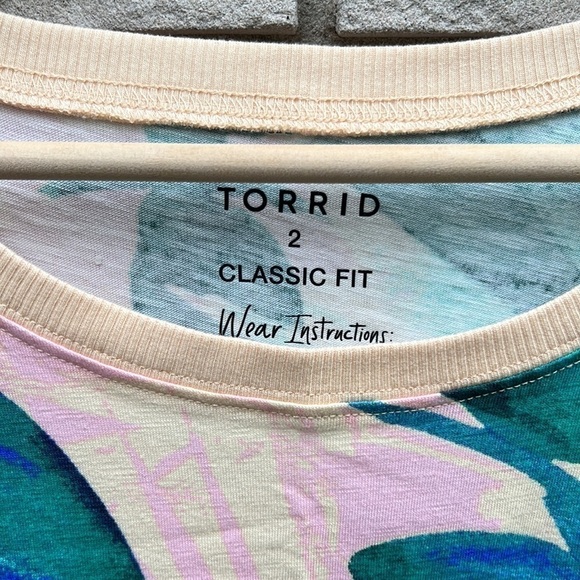 TORRID
2
CLASSIC FIT
Wear Instructions: